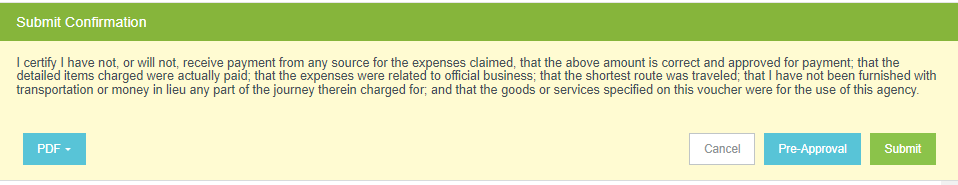 Submit Confirmation
I certify I have not, or will not, receive payment from any source for the expenses claimed, that the above amount is correct and approved for payment; that the
detailed items charged were actually paid; that the expenses were related to official business; that the shortest route was traveled; that I have not been furnished with
transportation or money in lieu any part of the journey therein charged for; and that the goods or services specified on this voucher were for the use of this agency.
PDF Cancel Pre-Approval Submit